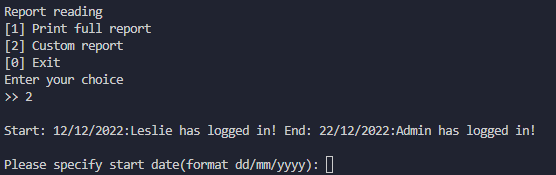 Report reading
[1] Print full report
[2] Custom report
[0] Exit
Enter your choice
>> 2
Start: 12/12/2022:Leslie has logged in! End: 22/12/2022:Admin has logged in!
Please specify start date(format dd/mm/yyyy):